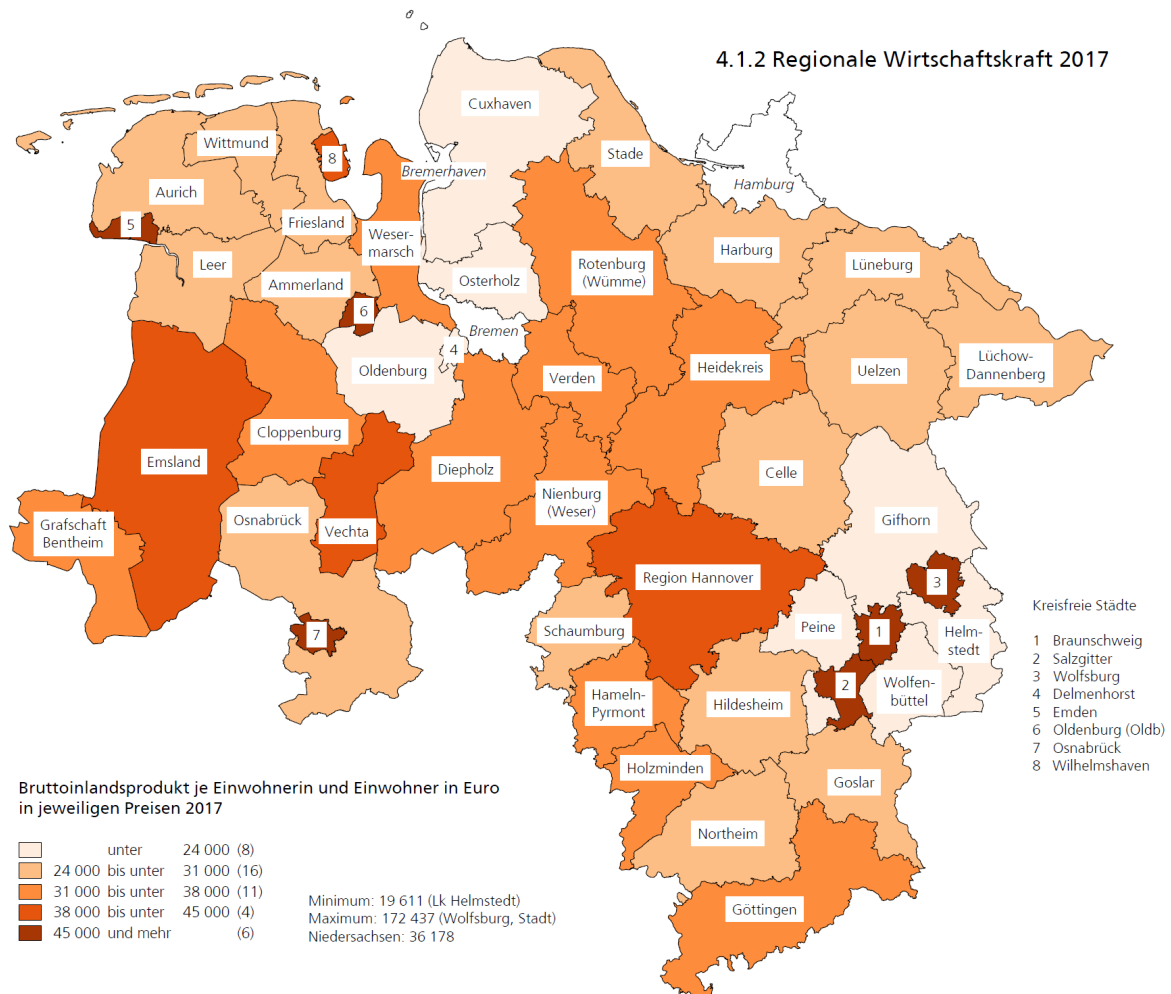 4.1.2 Regionale Wirtschaftskraft 2017
Cuxhaven
Wittmund
8
Stade
Bremerhaven
Hamburg
Aurich
5
Friesland
Weser-
marsch
Harburg
Leer
Lüneburg
Rotenburg
(Wümme)
Ammerland
Osterholz
6
Bremen
4
Oldenburg
Verden
Heidekreis
Uelzen
Lüchow-
Dannenberg
Cloppenburg
Emsland
Diepholz
Celle
Nienburg
(Weser)
Grafschaft
Bentheim
Osnabrück
Vechta
Gifhorn
Region Hannover
3
Peine
1
Helm-
stedt
Schaumburg
7
2
Wolfen-
büttel
Hameln-
Pyrmont
Hildesheim
Holzminden
Goslar
Northeim
Göttingen
Kreisfreie Städte
1 Braunschweig
2 Salzgitter
3 Wolfsburg
4 Delmenhorst
5 Emden
6 Oldenburg (Oldb)
7 Osnabrück
8 Wilhelmshaven
Bruttoinlandsprodukt je Einwohnerin und Einwohner in Euro
in jeweiligen Preisen 2017
unter 24 000 (8)
24 000 bis unter 31 000 (16)
31 000 bis unter 38 000 (11)
38 000 bis unter 45 000 (4)
45 000 und mehr (6)
Minimum: 19 611 (Lk Helmstedt)
Maximum: 172 437 (Wolfsburg, Stadt)
Niedersachsen: 36 178